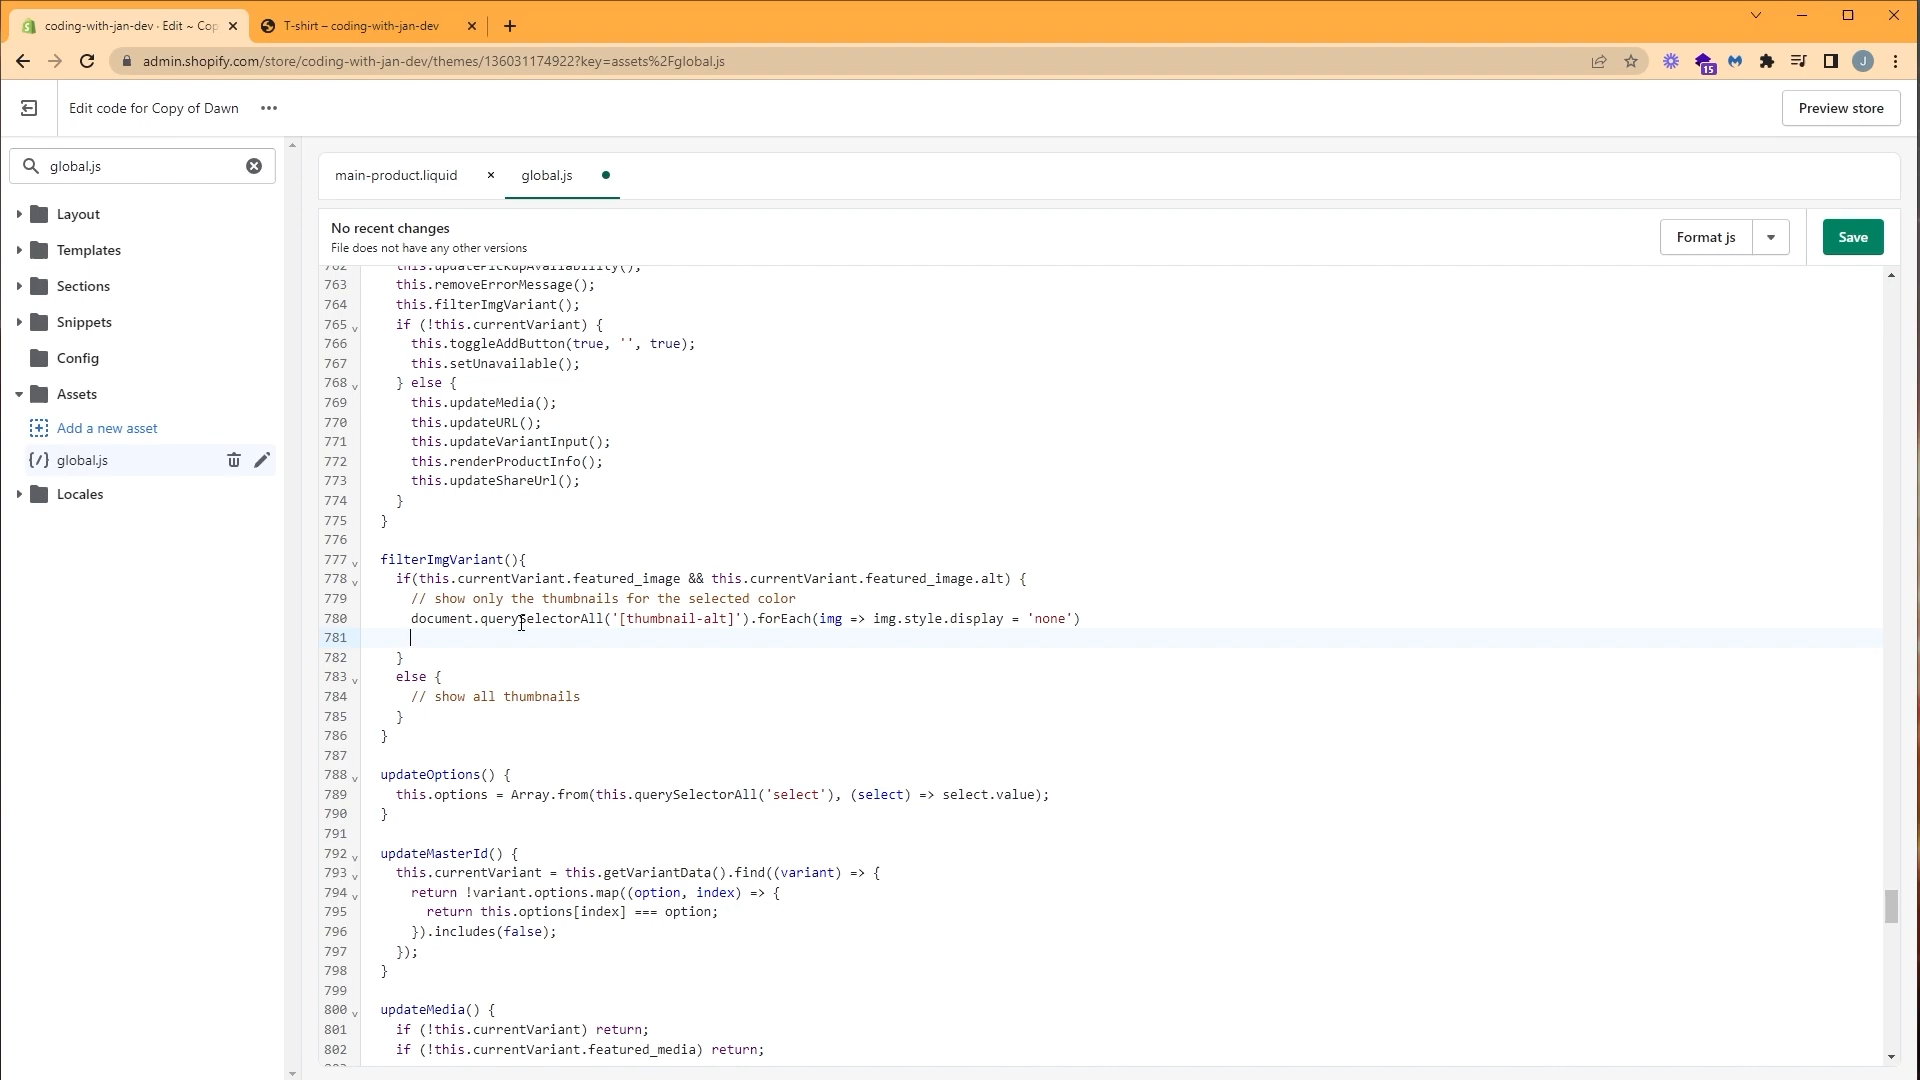 coding-with-jan-dev · Edit ~ Cop
T-shirt – coding-with-jan-dev
admin.shopify.com/store/coding-with-jan-dev/themes/136031174922?key=assets%2Fglobal.js
15
J
Edit code for Copy of Dawn
Preview store
global.js
main-product.liquid
global.js
Layout
Templates
Sections
Snippets
Config
Assets
Add a new asset
{/} global.js
Locales
No recent changes
File does not have any other versions
Format js
Save
762 this.updatePickupAvailability();
763 this.removeErrorMessage();
764 this.filterImgVariant();
765 if (!this.currentVariant) {
766 this.toggleAddButton(true, '', true);
767 this.setUnavailable();
768 } else {
769 this.updateMedia();
770 this.updateURL();
771 this.updateVariantInput();
772 this.renderProductInfo();
773 this.updateShareUrl();
774 }
775 }
776
777 filterImgVariant(){
778 if(this.currentVariant.featured_image && this.currentVariant.featured_image.alt) {
779 // show only the thumbnails for the selected color
780 document.querySelectorAll('[thumbnail-alt]').forEach(img => img.style.display = 'none')
781
782 }
783 else {
784 // show all thumbnails
785 }
786 }
787
788 updateOptions() {
789 this.options = Array.from(this.querySelectorAll('select'), (select) => select.value);
790 }
791
792 updateMasterId() {
793 this.currentVariant = this.getVariantData().find((variant) => {
794 return !variant.options.map((option, index) => {
795 return this.options[index] === option;
796 }).includes(false);
797 });
798 }
799
800 updateMedia() {
801 if (!this.currentVariant) return;
802 if (!this.currentVariant.featured_media) return;